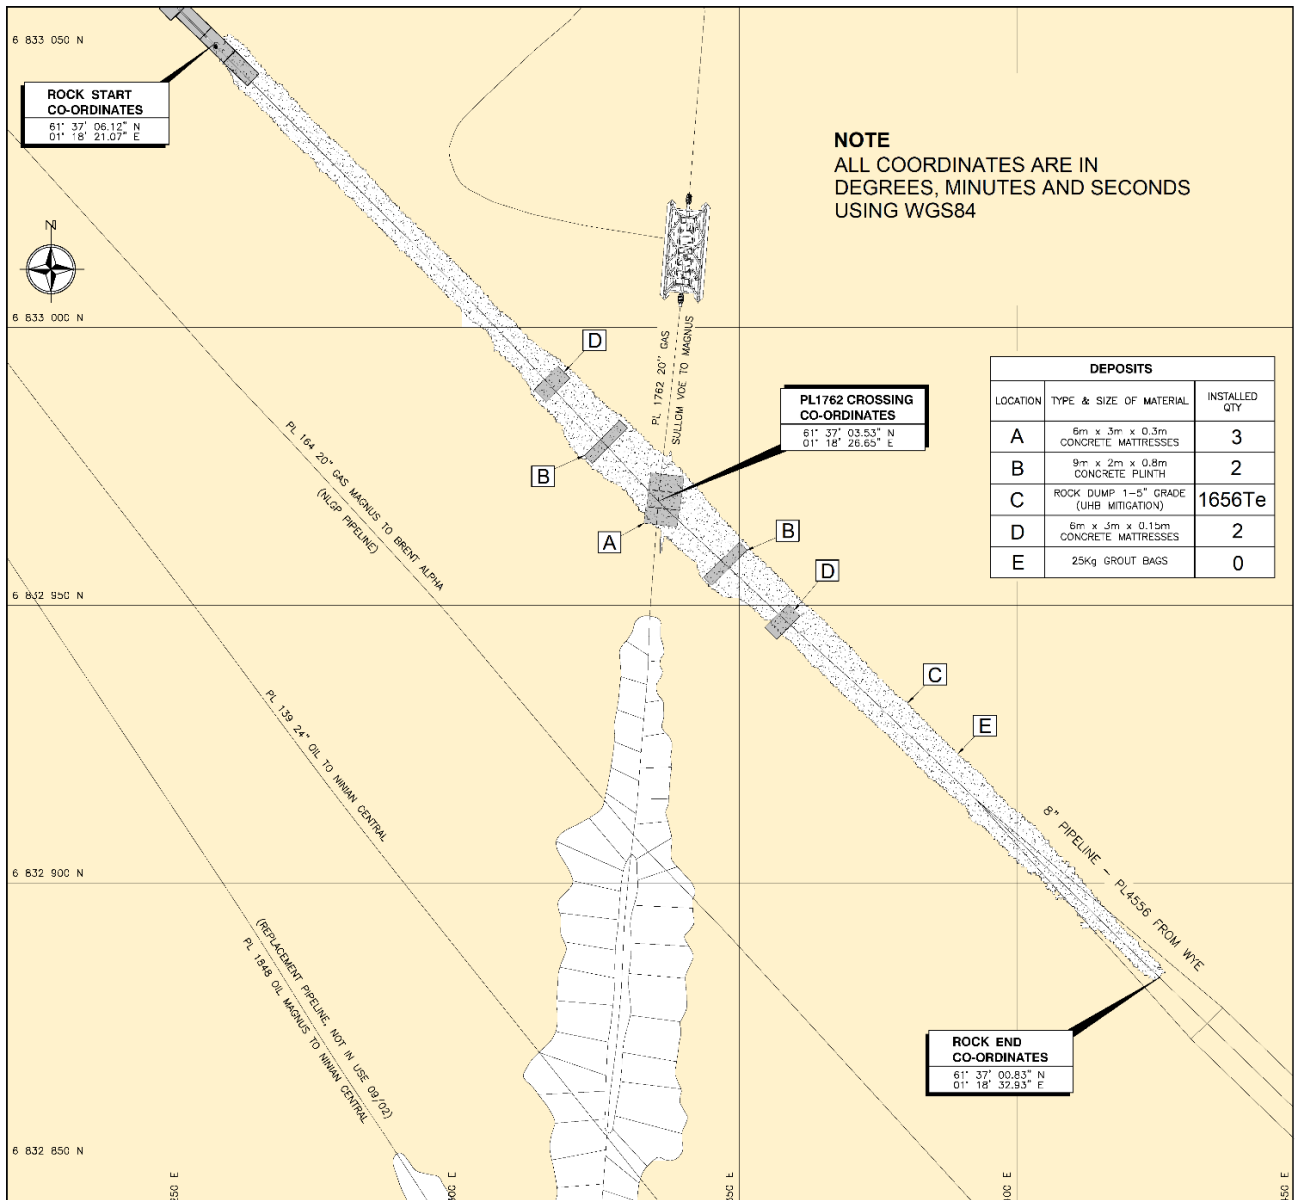 6 833 050 N
ROCK START
CO-ORDINATES
61° 37' 06.12" N
01° 18' 21.07" E
NOTE
ALL COORDINATES ARE IN
DEGREES, MINUTES AND SECONDS
USING WGS84
N
6 833 000 N
PL 1762 20" GAS
SULLOM VOE TO MAGNUS
D
B
A
B
D
C
E
PL1762 CROSSING
CO-ORDINATES
61° 37' 03.53" N
01° 18' 26.65" E
DEPOSITS
LOCATION TYPE & SIZE OF MATERIAL INSTALLED QTY
A 6m x 3m x 0.3m CONCRETE MATTRESSES 3
B 9m x 2m x 0.8m CONCRETE PLINTH 2
C ROCK DUMP 1-5" GRADE (UHB MITIGATION) 1656Te
D 6m x 3m x 0.15m CONCRETE MATTRESSES 2
E 25Kg GROUT BAGS 0
PL 164 20" GAS MAGNUS TO BRENT ALPHA
(NLGP PIPELINE)
6 832 950 N
PL 139 24" OIL TO NINIAN CENTRAL
8" PIPELINE - PL4556 FROM WYE
6 832 900 N
(REPLACEMENT PIPELINE, NOT IN USE 09/02)
PL 1848 OIL MAGNUS TO NINIAN CENTRAL
ROCK END
CO-ORDINATES
61° 37' 00.83" N
01° 18' 32.93" E
6 832 850 N